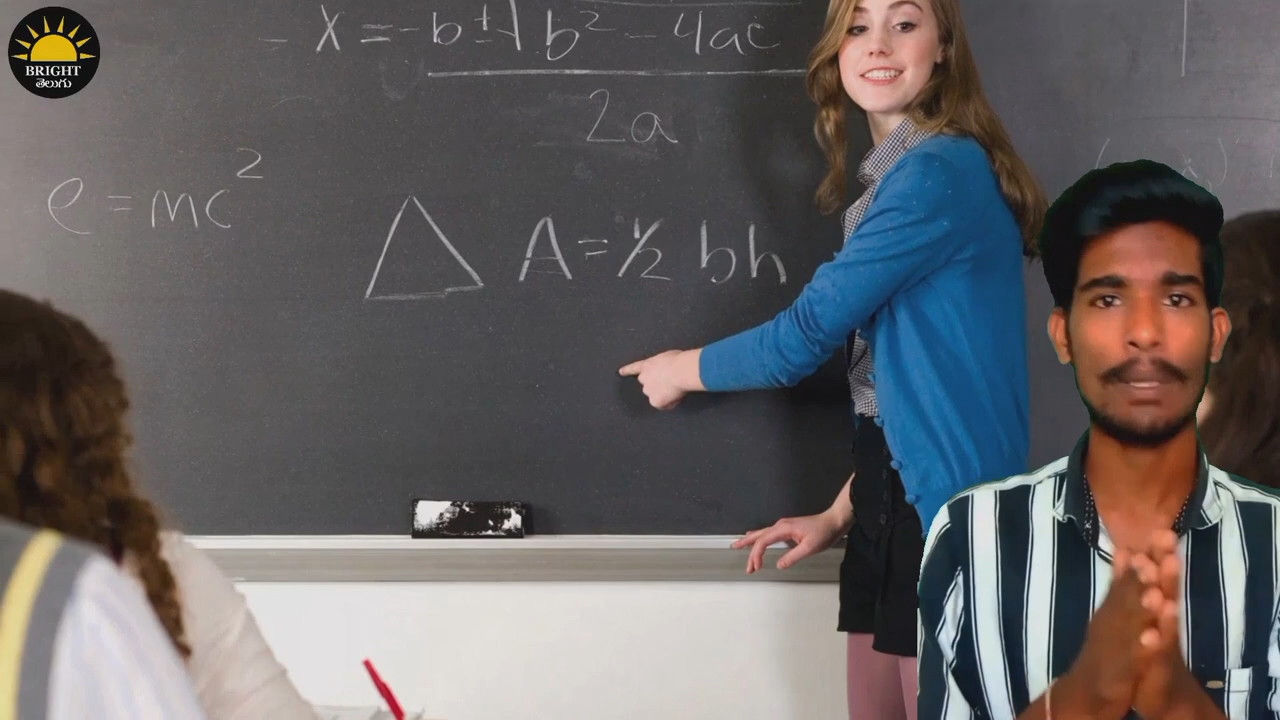 BRIGHT
తెలుగు
X = -b ± √ b² - 4ac
2a
e = mc²
A = ½ bh